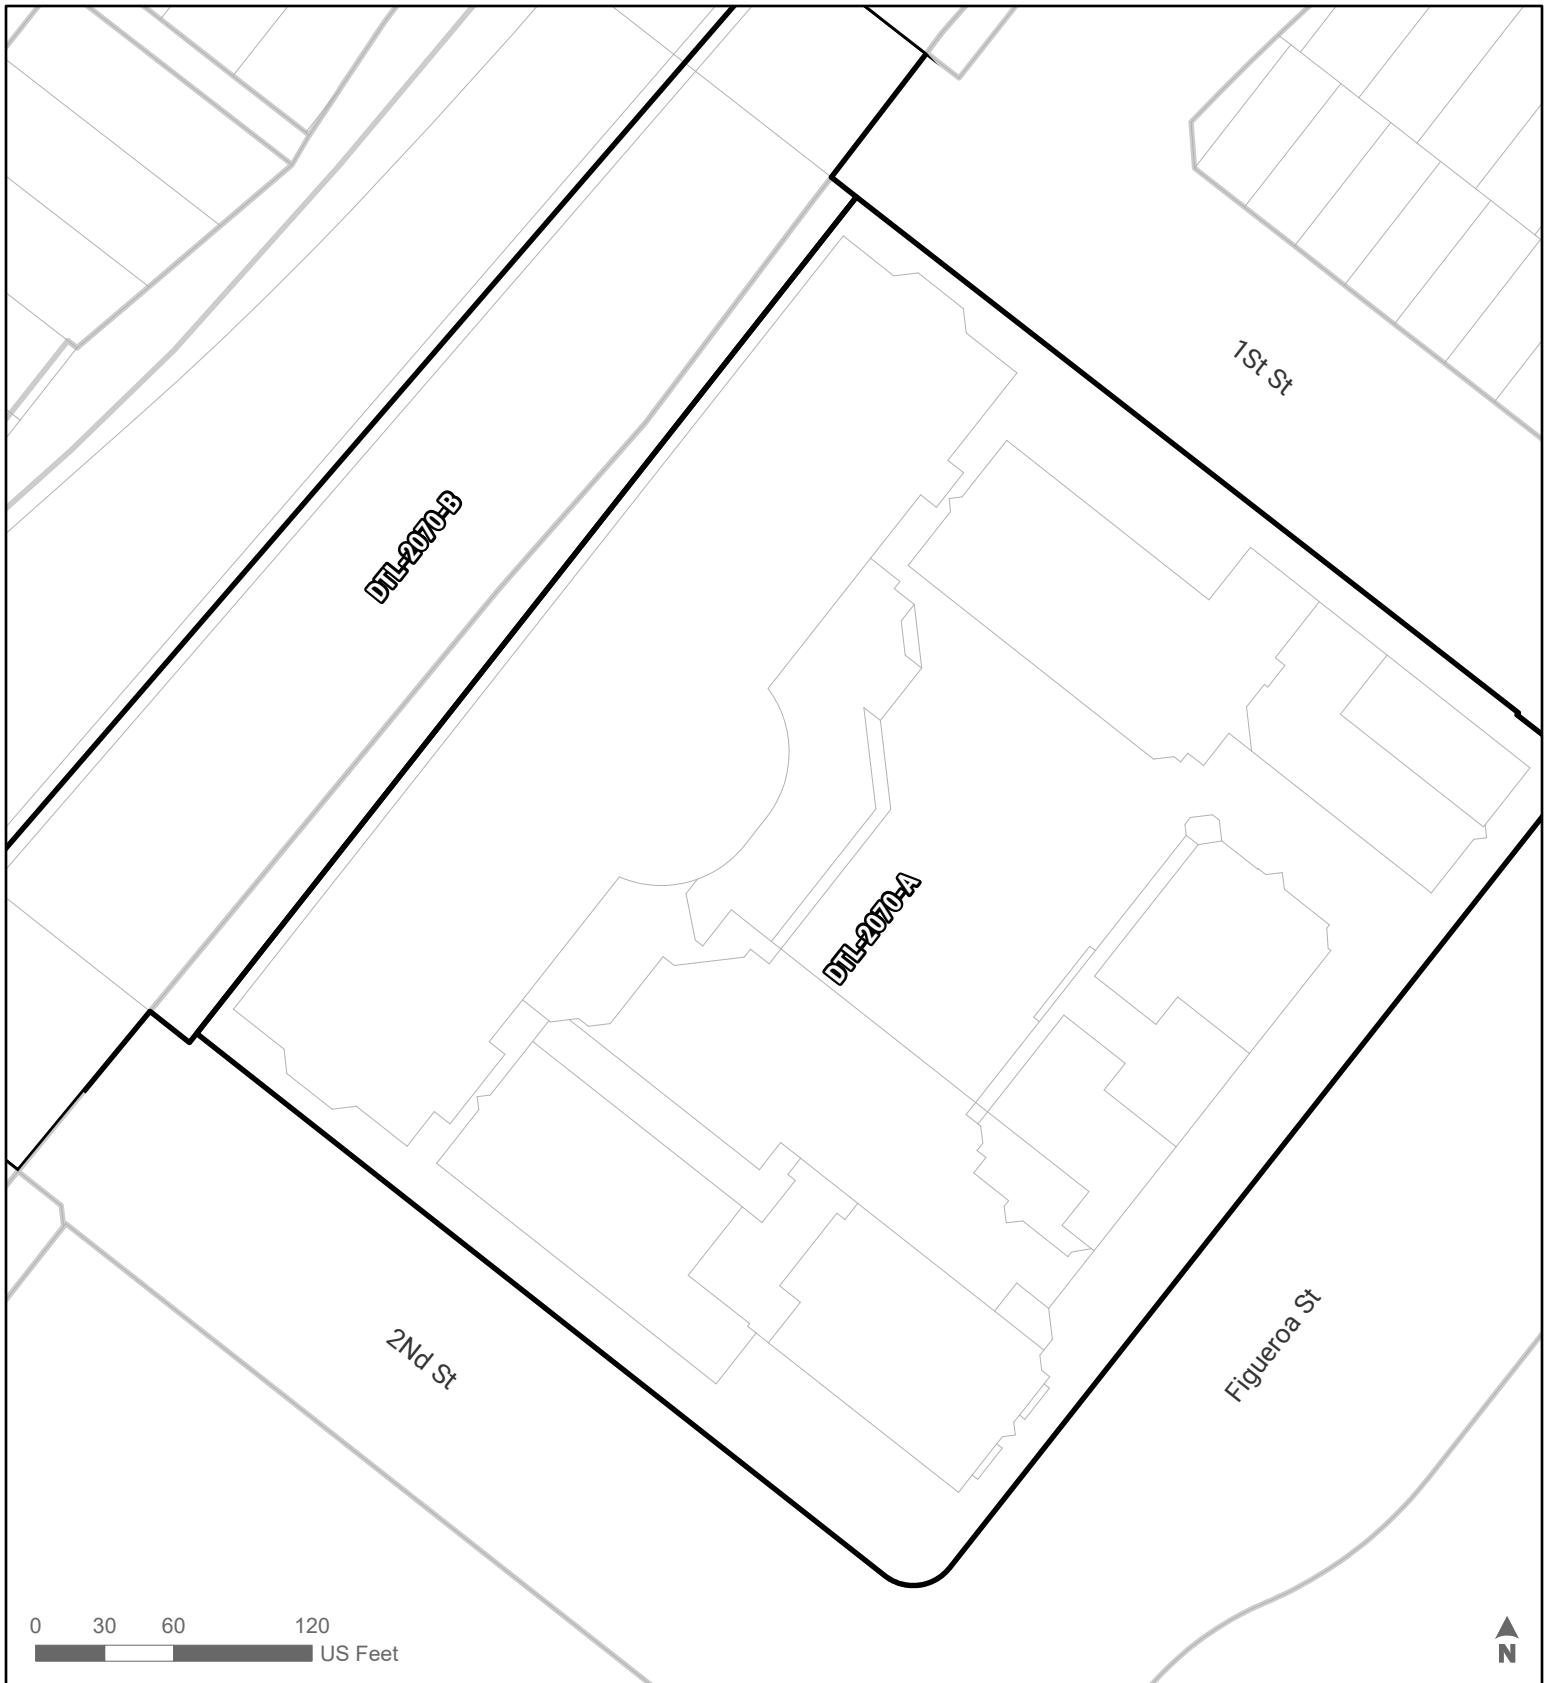 1St St
DTL-2070-B
DTL-2070-A
Figueroa St
2Nd St
0 30 60 120
US Feet
N